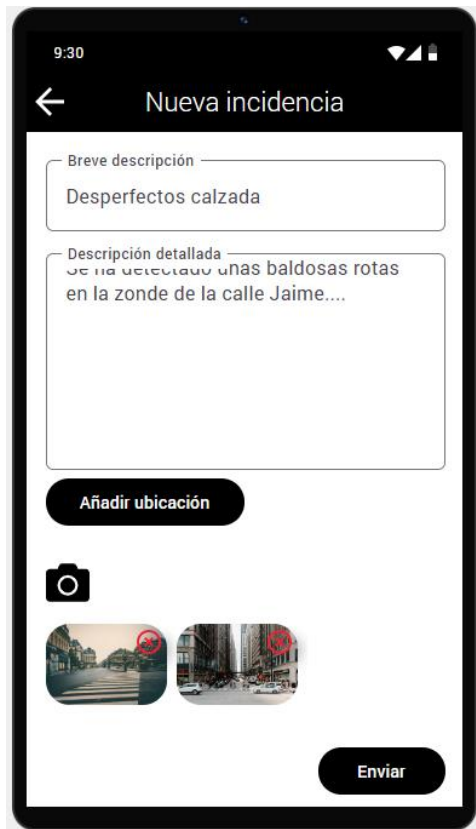 9:30
Nueva incidencia
Breve descripción
Desperfectos calzada
Descripción detallada
Se ha detectado unas baldosas rotas
en la zonde de la calle Jaime....
Añadir ubicación
Enviar